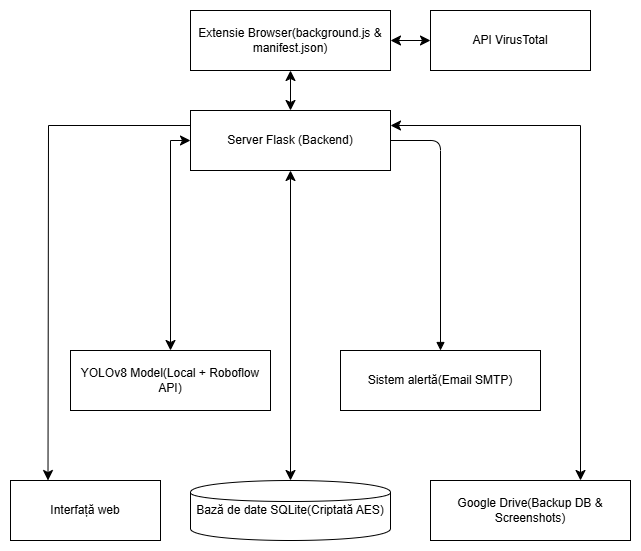 Extensie Browser(background.js &
manifest.json)
API VirusTotal
Server Flask (Backend)
YOLOv8 Model(Local + Roboflow
API)
Sistem alertă(Email SMTP)
Interfață web
Bază de date SQLite(Criptată AES)
Google Drive(Backup DB &
Screenshots)